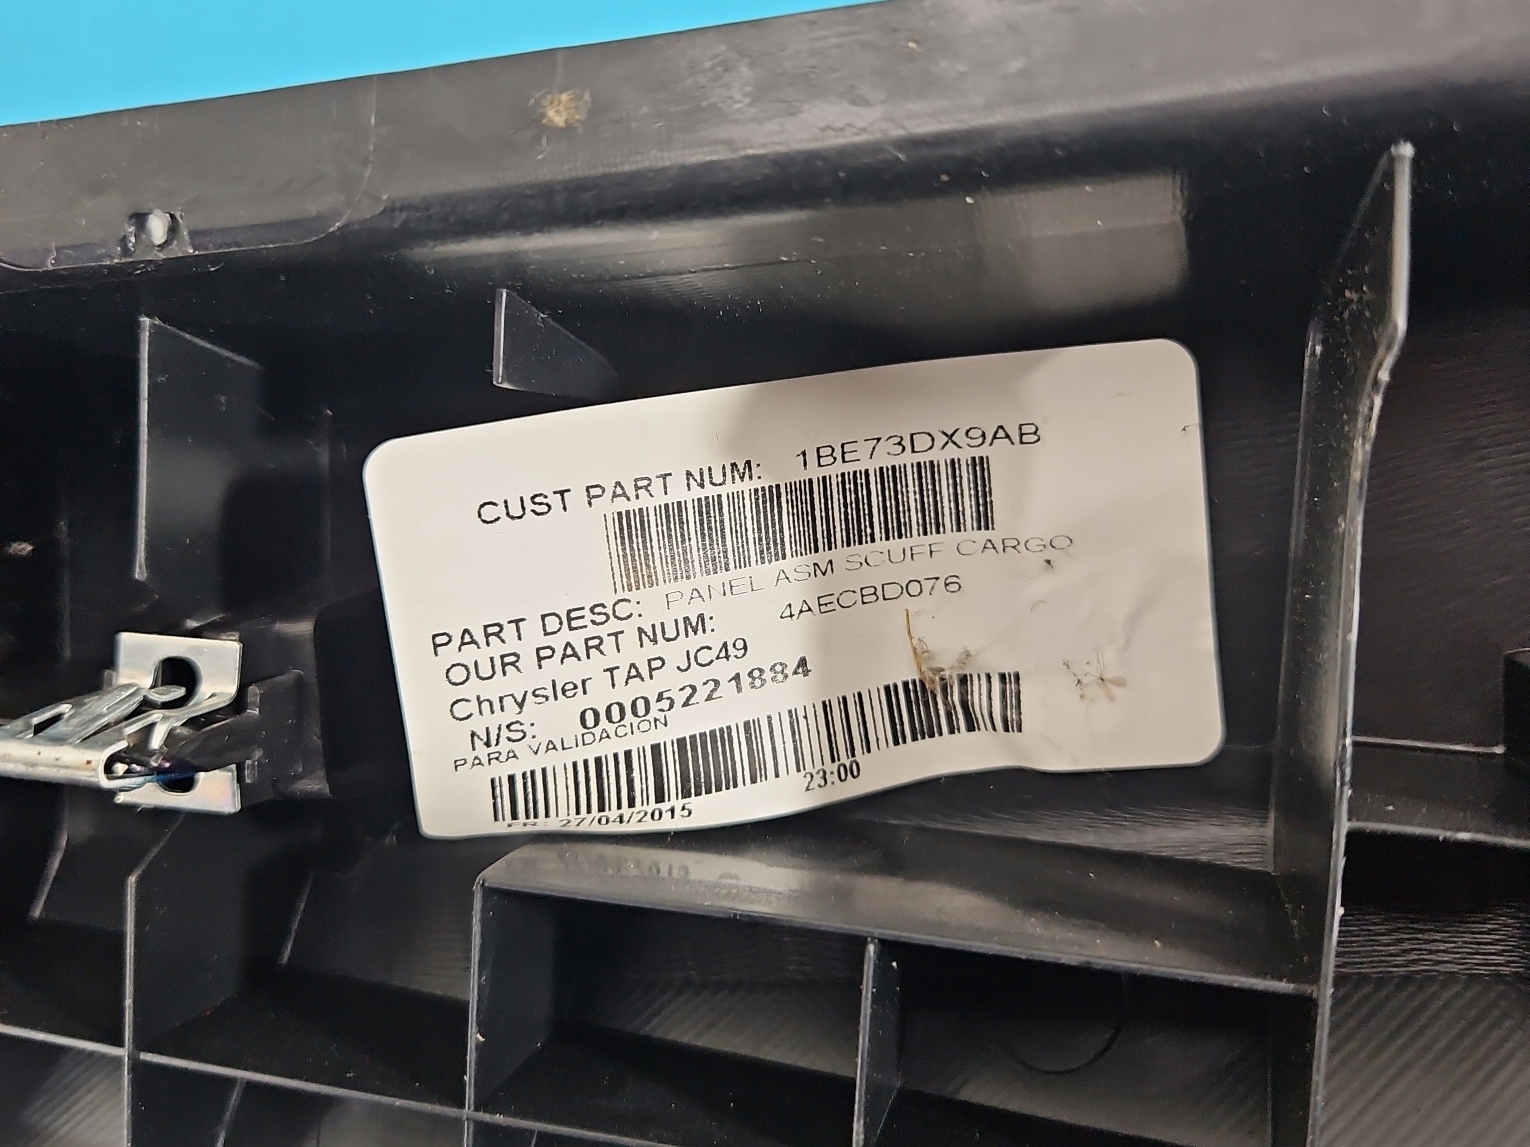 CUST PART NUM: 1BE73DX9AB
PART DESC: PANEL ASM SCUFF CARGO
OUR PART NUM: 4AECBD076
Chrysler TAP JC49
N/S: 0005221884
PARA VALIDACION
27/04/2015 23:00